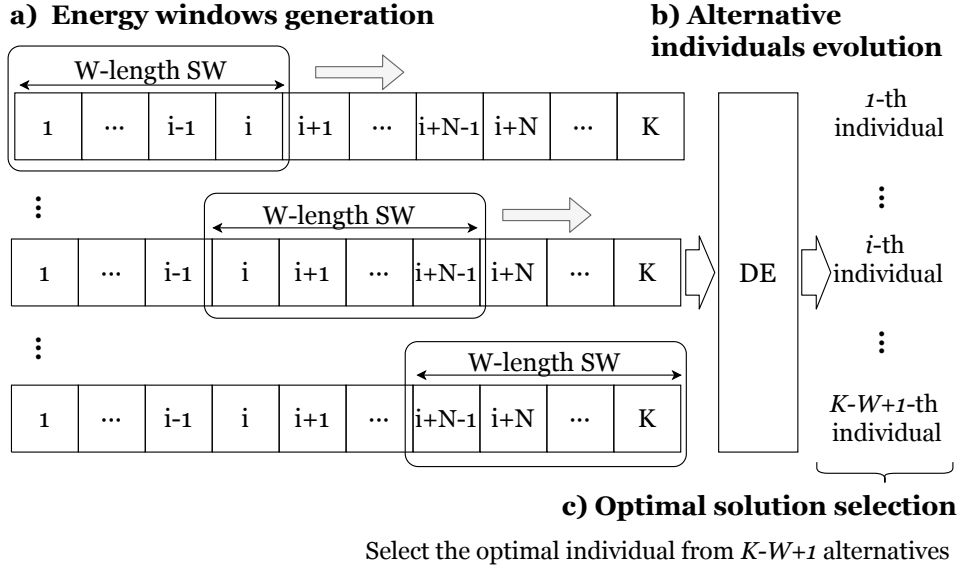 a) Energy windows generation
b) Alternative
individuals evolution
W-length SW
1 ... i-1 i i+1 ... i+N-1 i+N ... K
1-th
individual
⋮
⋮
W-length SW
1 ... i-1 i i+1 ... i+N-1 i+N ... K
DE
i-th
individual
⋮
⋮
W-length SW
1 ... i-1 i i+1 ... i+N-1 i+N ... K
K-W+1-th
individual
c) Optimal solution selection
Select the optimal individual from K-W+1 alternatives